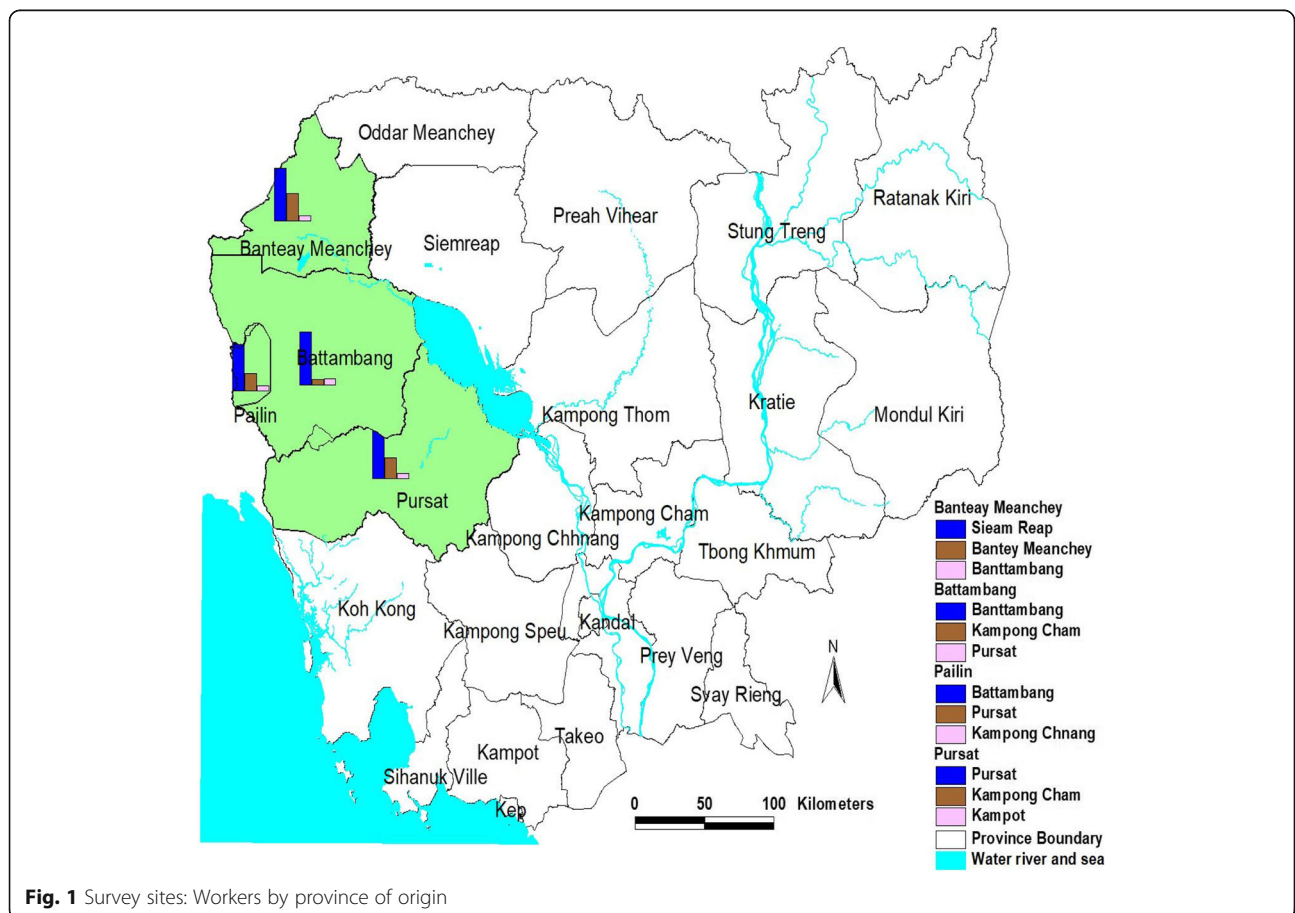 Oddar Meanchey
Ratanak Kiri
Preah Vihear
Stung Treng
Banteay Meanchey
Siemreap
Battambang
Kratie
Pailin
Kampong Thom
Mondul Kiri
Pursat
Kampong Cham
Kampong Chhnang
Tbong Khmum
Koh Kong
Kandal
Kampong Speu
Prey Veng
Svay Rieng
Takeo
Kampot
Sihanuk Ville
Kep
N
0 50 100 Kilometers
Banteay Meanchey
Sieam Reap
Bantey Meanchey
Banttambang
Battambang
Banttambang
Kampong Cham
Pursat
Pailin
Battambang
Pursat
Kampong Chnang
Pursat
Pursat
Kampong Cham
Kampot
Province Boundary
Water river and sea
Fig. 1 Survey sites: Workers by province of origin